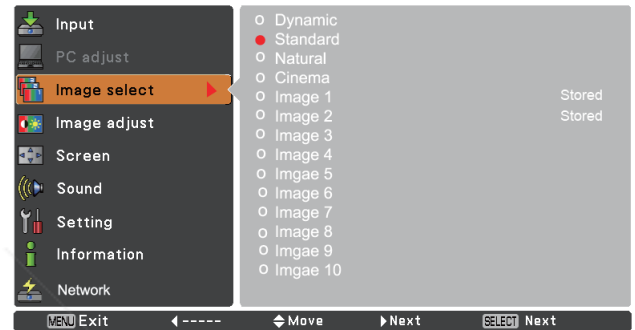 Input
PC adjust
Image select
Image adjust
Screen
Sound
Setting
Information
Network
Dynamic
Standard
Natural
Cinema
Image 1 Stored
Image 2 Stored
Image 3
Image 4
Imgae 5
Image 6
Image 7
Image 8
Imgae 9
Imgae 10
MENU Exit ----- Move Next SELECT Next